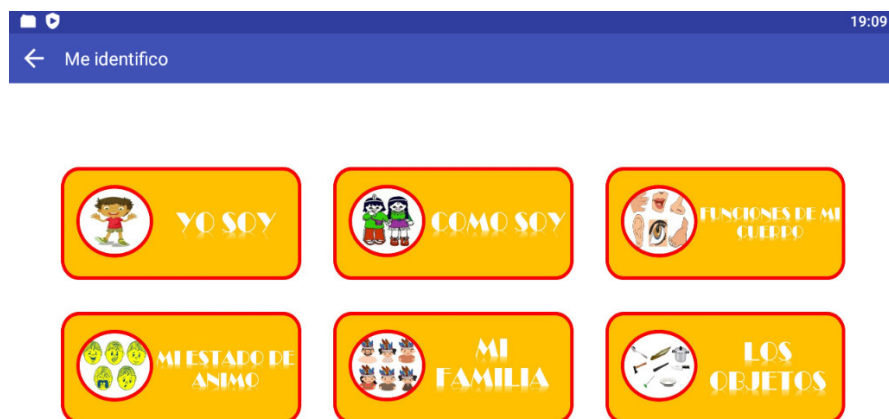 19:09
Me identifico
YO SOY
COMO SOY
FUNCIONES DE MI
CUERPO
MI ESTADO DE
ANIMO
MI
FAMILIA
LOS
OBJETOS